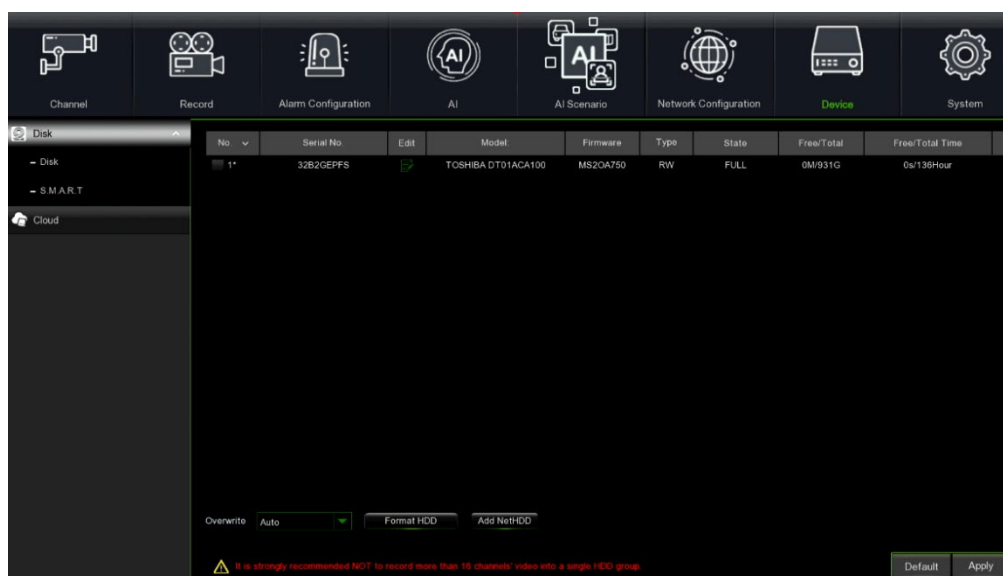 AI
AI
Channel Record Alarm Configuration AI AI Scenario Network Configuration Device System
Disk
No. Serial No Edit Model: Firmware Type State Free/Total Free/Total Time
– Disk
1* 32B2GEPFS TOSHIBA DT01ACA100 MS2OA750 RW FULL 0M/931G 0s/136Hour
– S.M.A.R.T
Cloud
Overwrite Auto Format HDD Add NetHDD
It is strongly recommended NOT to record more than 16 channels' video into a single HDD group.
Default Apply